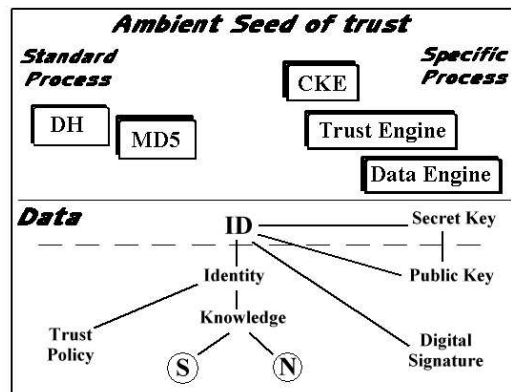 Ambient Seed of trust
Standard
Process
Specific
Process
CKE
DH
MD5
Trust Engine
Data Engine
Data
ID
Secret Key
Identity
Public Key
Knowledge
Trust
Policy
Digital
Signature
S
N